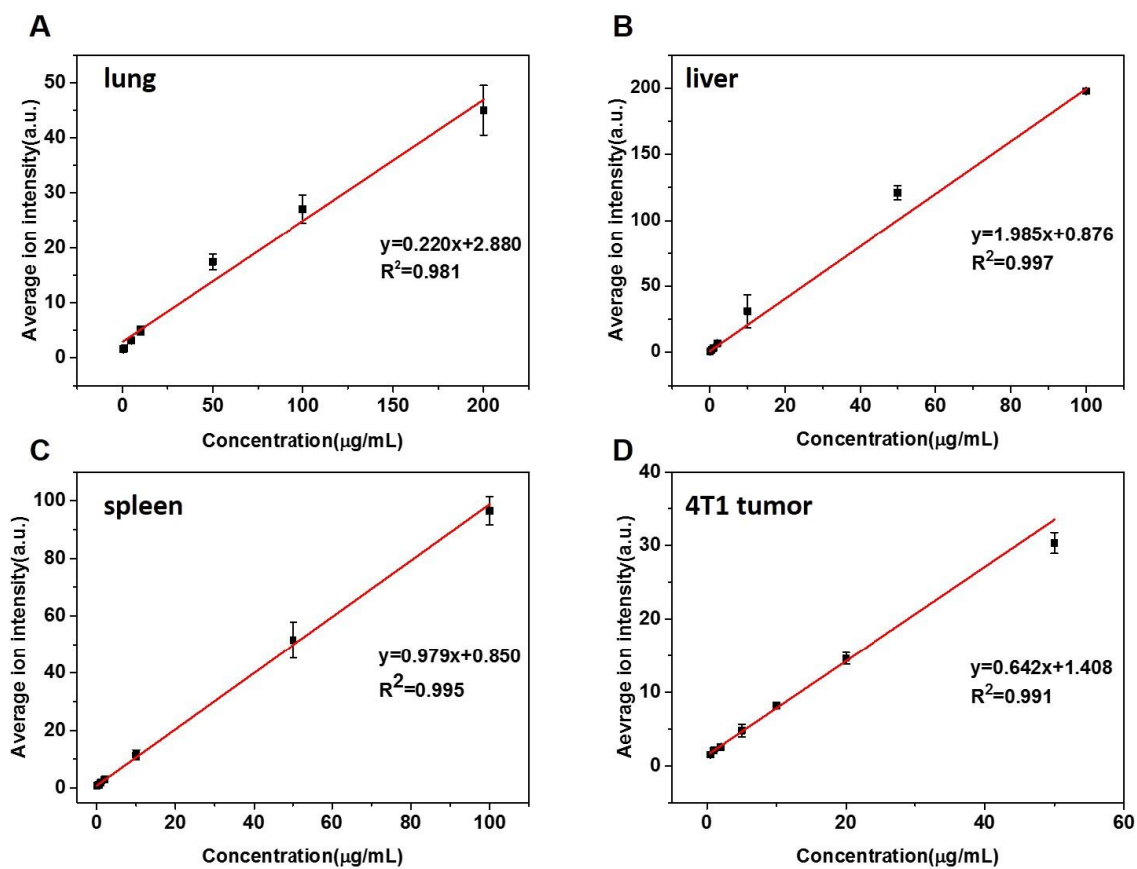 A
lung
Average ion intensity(a.u.)
50
40
30
20
10
0
y=0.220x+2.880
R²=0.981
0 50 100 150 200
Concentration(μg/mL)
B
liver
Average ion intensity(a.u.)
200
150
100
50
0
y=1.985x+0.876
R²=0.997
0 20 40 60 80 100
Concentration(μg/mL)
C
spleen
Average ion intensity(a.u.)
100
80
60
40
20
0
y=0.979x+0.850
R²=0.995
0 20 40 60 80 100
Concentration(μg/mL)
D
4T1 tumor
Aevrage ion intensity(a.u.)
40
30
20
10
0
y=0.642x+1.408
R²=0.991
0 20 40 60
Concentration(μg/mL)